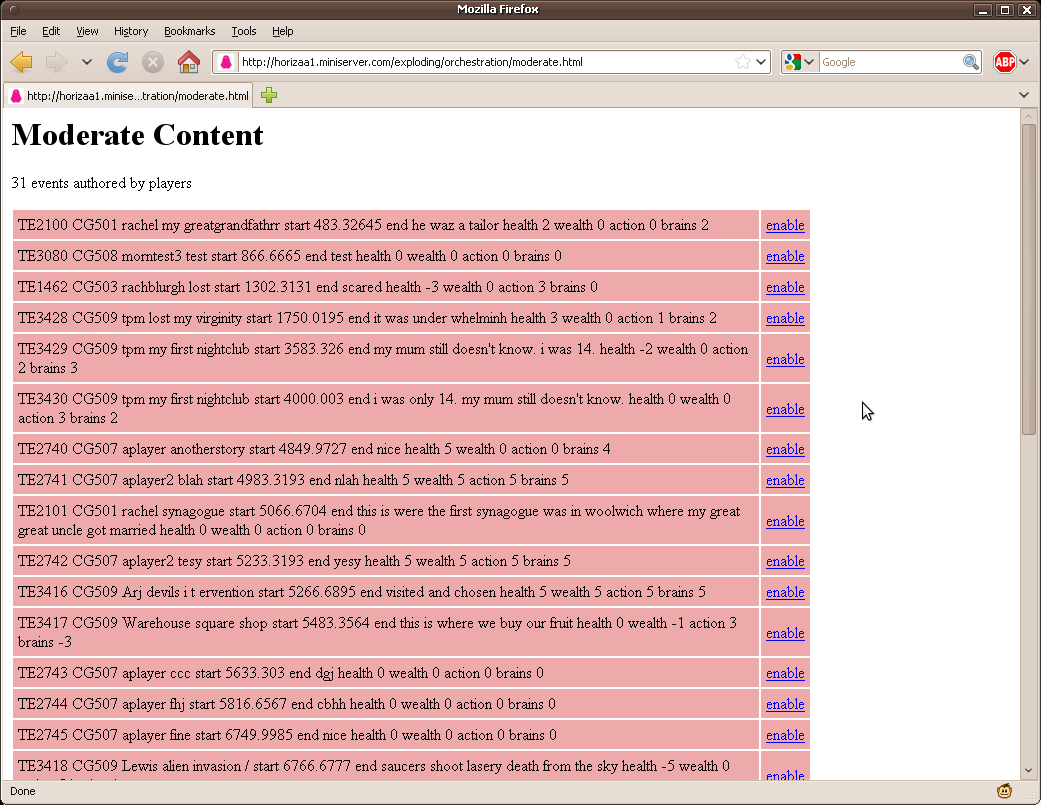 Mozilla Firefox
File Edit View History Bookmarks Tools Help
http://horizaa1.miniserver.com/exploding/orchestration/moderate.html Google ABP
http://horizaa1.minise...tration/moderate.html
Moderate Content
31 events authored by players
TE2100 CG501 rachel my greatgrandfathrr start 483.32645 end he waz a tailor health 2 wealth 0 action 0 brains 2 enable
TE3080 CG508 morntest3 test start 866.6665 end test health 0 wealth 0 action 0 brains 0 enable
TE1462 CG503 rachblurgh lost start 1302.3131 end scared health -3 wealth 0 action 3 brains 0 enable
TE3428 CG509 tpm lost my virginity start 1750.0195 end it was under whelminh health 3 wealth 0 action 1 brains 2 enable
TE3429 CG509 tpm my first nightclub start 3583.326 end my mum still doesn't know. i was 14. health -2 wealth 0 action
2 brains 3 enable
TE3430 CG509 tpm my first nightclub start 4000.003 end i was only 14. my mum still doesn't know. health 0 wealth 0
action 3 brains 2 enable
TE2740 CG507 aplayer anotherstory start 4849.9727 end nice health 5 wealth 0 action 0 brains 4 enable
TE2741 CG507 aplayer2 blah start 4983.3193 end nlah health 5 wealth 5 action 5 brains 5 enable
TE2101 CG501 rachel synagogue start 5066.6704 end this is were the first synagogue was in woolwich where my great
great uncle got married health 0 wealth 0 action 0 brains 0 enable
TE2742 CG507 aplayer2 tesy start 5233.3193 end yesy health 5 wealth 5 action 5 brains 5 enable
TE3416 CG509 Arj devils i t ervention start 5266.6895 end visited and chosen health 5 wealth 5 action 5 brains 5 enable
TE3417 CG509 Warehouse square shop start 5483.3564 end this is where we buy our fruit health 0 wealth -1 action 3
brains -3 enable
TE2743 CG507 aplayer ccc start 5633.303 end dgj health 0 wealth 0 action 0 brains 0 enable
TE2744 CG507 aplayer fhj start 5816.6567 end cbhh health 0 wealth 0 action 0 brains 0 enable
TE2745 CG507 aplayer fine start 6749.9985 end nice health 0 wealth 0 action 0 brains 0 enable
TE3418 CG509 Lewis alien invasion / start 6766.6777 end saucers shoot lasery death from the sky health -5 wealth 0
enable
Done